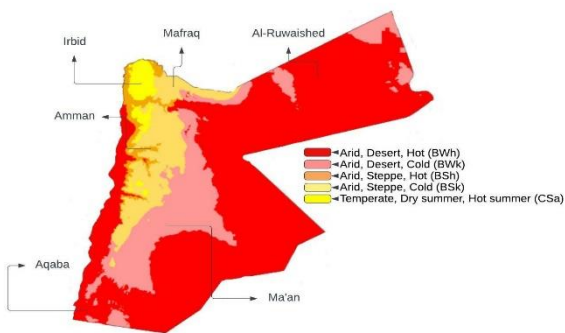 Irbid
Mafraq
Al-Ruwaished
Amman
Arid, Desert, Hot (BWh)
Arid, Desert, Cold (BWk)
Arid, Steppe, Hot (BSh)
Arid, Steppe, Cold (BSk)
Temperate, Dry summer, Hot summer (CSa)
Aqaba
Ma'an